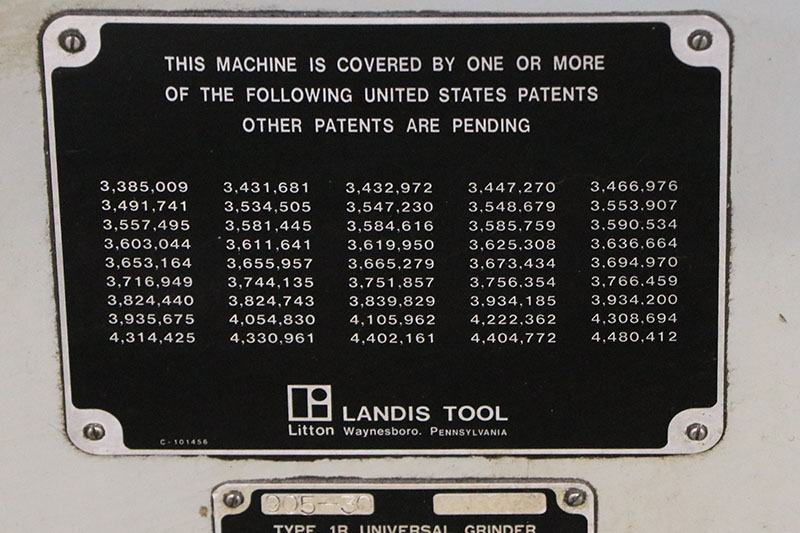 THIS MACHINE IS COVERED BY ONE OR MORE
OF THE FOLLOWING UNITED STATES PATENTS
OTHER PATENTS ARE PENDING
3,385,009 3,431,681 3,432,972 3,447,270 3,466,976
3,491,741 3,534,505 3,547,230 3,548,679 3,553,907
3,557,495 3,581,445 3,584,616 3,585,759 3,590,534
3,603,044 3,611,641 3,619,950 3,625,308 3,636,664
3,653,164 3,655,957 3,665,279 3,673,434 3,694,970
3,716,949 3,744,135 3,751,857 3,756,354 3,766,459
3,824,440 3,824,743 3,839,829 3,934,185 3,934,200
3,935,675 4,054,830 4,105,962 4,222,362 4,308,694
4,314,425 4,330,961 4,402,161 4,404,772 4,480,412
LANDIS TOOL
Litton Waynesboro, PENNSYLVANIA
C-101456
905-30
TYPE 1R UNIVERSAL GRINDER